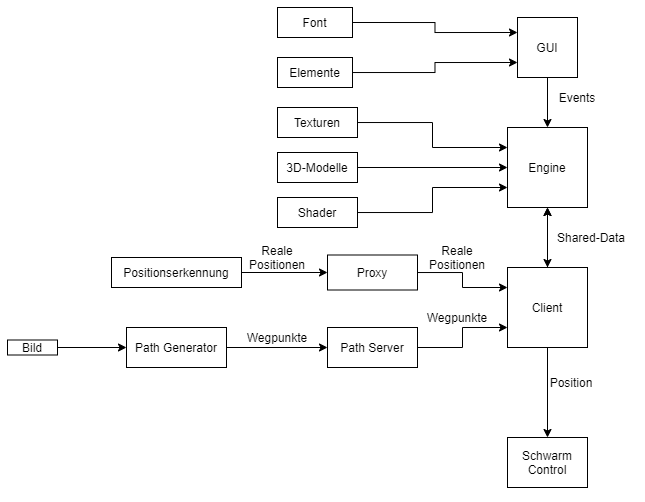 Font
GUI
Elemente
Events
Texturen
3D-Modelle
Engine
Shader
Shared-Data
Reale
Positionen
Reale
Positionen
Positionserkennung
Proxy
Client
Wegpunkte
Wegpunkte
Bild
Path Generator
Path Server
Position
Schwarm
Control